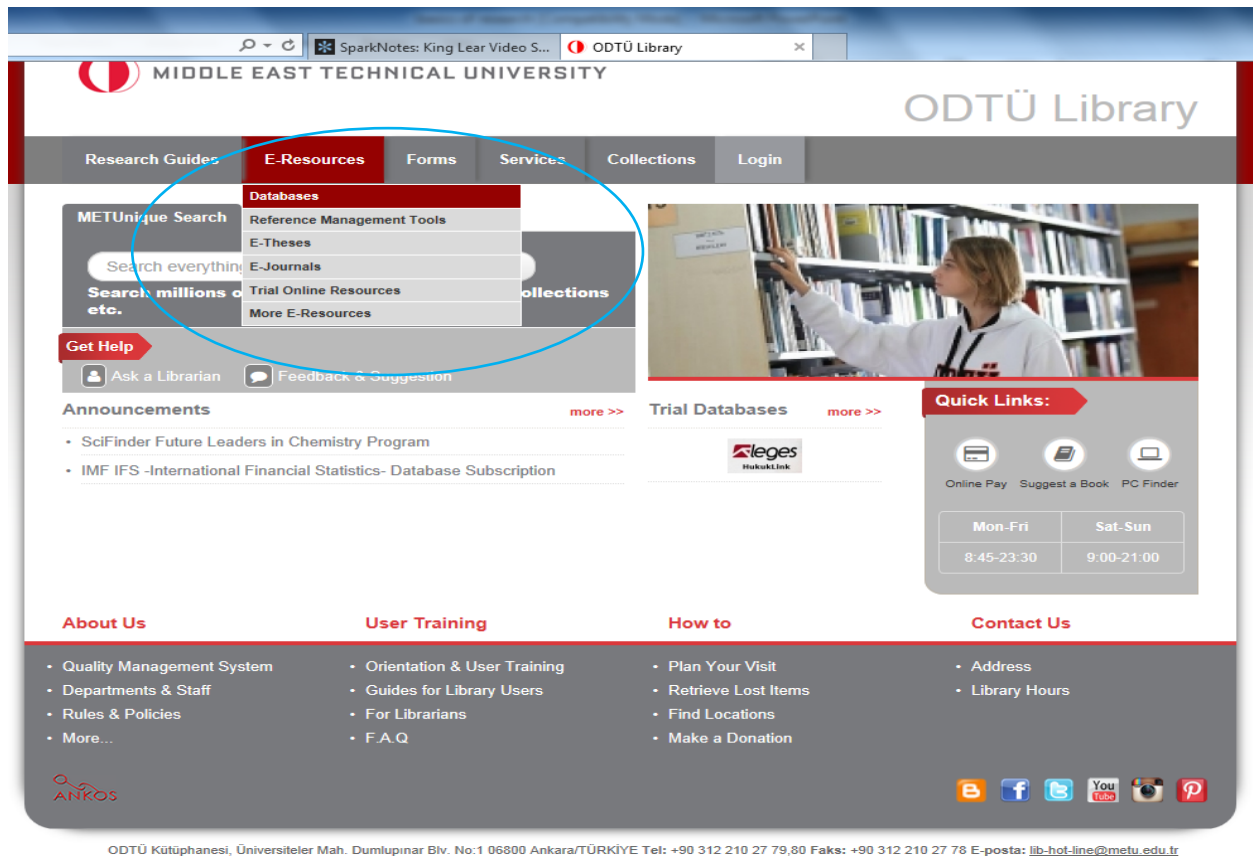 SparkNotes: King Lear Video S...
ODTÜ Library
MIDDLE EAST TECHNICAL UNIVERSITY
ODTÜ Library
Research Guides E-Resources Forms Services Collections Login
Databases
Reference Management Tools
E-Theses
E-Journals
Trial Online Resources
More E-Resources
METUnique Search
Search everything
Search millions o ollections
etc.
Get Help
Ask a Librarian Feedback & Suggestion
Announcements more >>
• SciFinder Future Leaders in Chemistry Program
• IMF IFS -International Financial Statistics- Database Subscription
Trial Databases more >>
leges
HukukLink
Quick Links:
Online Pay Suggest a Book PC Finder
Mon-Fri Sat-Sun
8:45-23:30 9:00-21:00
About Us
• Quality Management System
• Departments & Staff
• Rules & Policies
• More...
User Training
• Orientation & User Training
• Guides for Library Users
• For Librarians
• F.A.Q
How to
• Plan Your Visit
• Retrieve Lost Items
• Find Locations
• Make a Donation
Contact Us
• Address
• Library Hours
ANKOS
You
Tube
ODTÜ Kütüphanesi, Üniversiteler Mah. Dumlupınar Blv. No:1 06800 Ankara/TÜRKİYE Tel: +90 312 210 27 79,80 Faks: +90 312 210 27 78 E-posta: lib-hot-line@metu.edu.tr